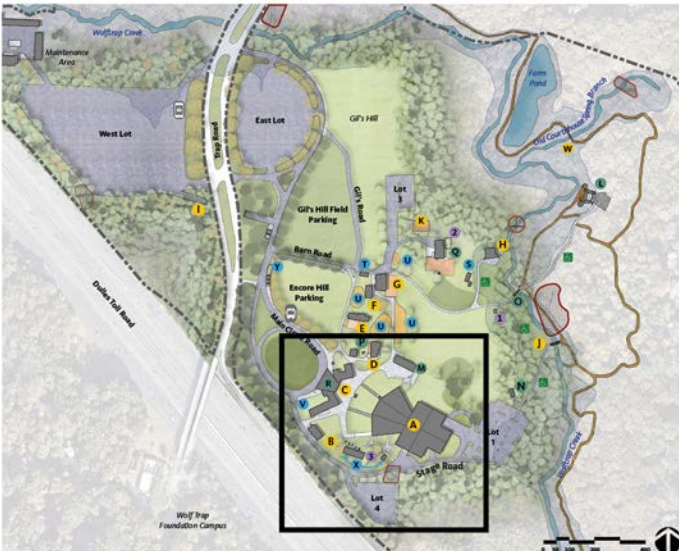 Wolftrap Creek
Maintenance
Area
West Lot
Trap Road
East Lot
Gil's Hill
Farm
Pond
Old Courthouse Spring Branch
W
L
I
Gil's Hill Field
Parking
Gil's Road
Lot
3
K
2
Q
H
Barn Road
Y
T
U
S
G
Encore Hill
Parking
U
F
E
U
U
O
1
J
Dulles Toll Road
Main Circle Road
P
D
M
R
C
N
V
A
B
X
3
Stage Road
Lot
1
Lot
4
Wolftrap Creek
Wolf Trap
Foundation Campus